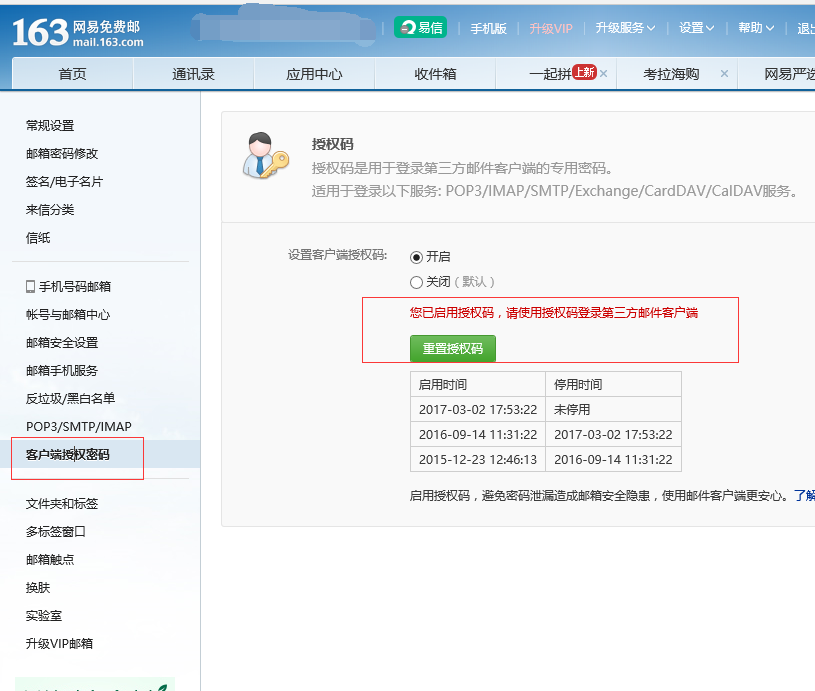 163 网易免费邮
mail.163.com
易信 手机版 升级VIP 升级服务 设置 帮助
首页 通讯录 应用中心 收件箱 一起拼 上新 × 考拉海购 × 网易严选
常规设置
邮箱密码修改
签名/电子名片
来信分类
信纸
手机号码邮箱
帐号与邮箱中心
邮箱安全设置
邮箱手机服务
反垃圾/黑白名单
POP3/SMTP/IMAP
客户端授权密码
文件夹和标签
多标签窗口
邮箱触点
换肤
实验室
升级VIP邮箱
授权码
授权码是用于登录第三方邮件客户端的专用密码。
适用于登录以下服务: POP3/IMAP/SMTP/Exchange/CardDAV/CalDAV服务。
设置客户端授权码: 开启
关闭（默认）
您已启用授权码，请使用授权码登录第三方邮件客户端
重置授权码
启用时间 停用时间
2017-03-02 17:53:22 未停用
2016-09-14 11:31:22 2017-03-02 17:53:22
2015-12-23 12:46:13 2016-09-14 11:31:22
启用授权码，避免密码泄漏造成邮箱安全隐患，使用邮件客户端更安心。了解